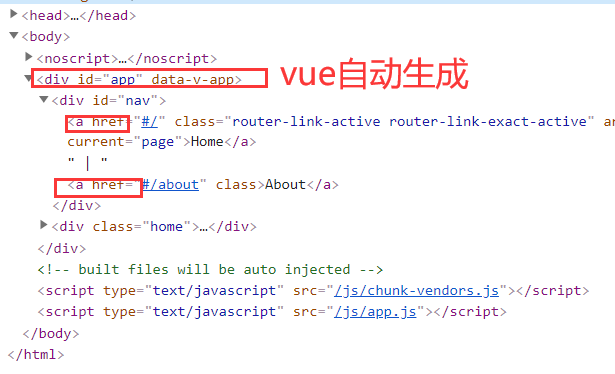 <head>…</head>
<body>
<noscript>…</noscript>
<div id="app" data-v-app>
vue自动生成
<div id="nav">
<a href="#/" class="router-link-active router-link-exact-active" ar
current="page">Home</a>
" | "
<a href="#/about" class>About</a>
</div>
<div class="home">…</div>
</div>
<!-- built files will be auto injected -->
<script type="text/javascript" src="/js/chunk-vendors.js"></script>
<script type="text/javascript" src="/js/app.js"></script>
</body>
</html>